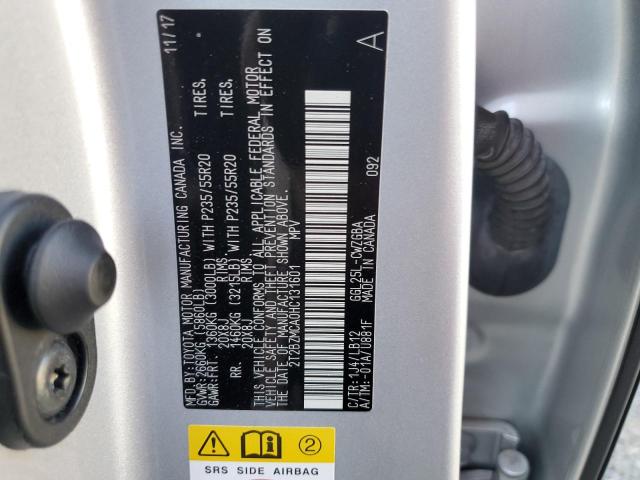 MFD.BY:TOYOTA MOTOR MANUFACTURING CANADA INC. 11/17
GVWR:2660KG (5860LB)
GAWR:FRT. 1360KG (3000LB) WITH P235/55R20 TIRES,
20X8J RIMS.
RR. 1460KG (3215LB) WITH P235/55R20 TIRES,
20X8J RIMS.
THIS VEHICLE CONFORMS TO ALL APPLICABLE FEDERAL MOTOR
VEHICLE SAFETY AND THEFT PREVENTION STANDARDS IN EFFECT ON
THE DATE OF MANUFACTURE SHOWN ABOVE.
2T2BZMCA0HC131601 MPV
A
092
C/TR:1J4/LB12 GGL25L-CWZGBA
A/TM:-01A/U881F MADE IN CANADA
2
SRS SIDE AIRBAG